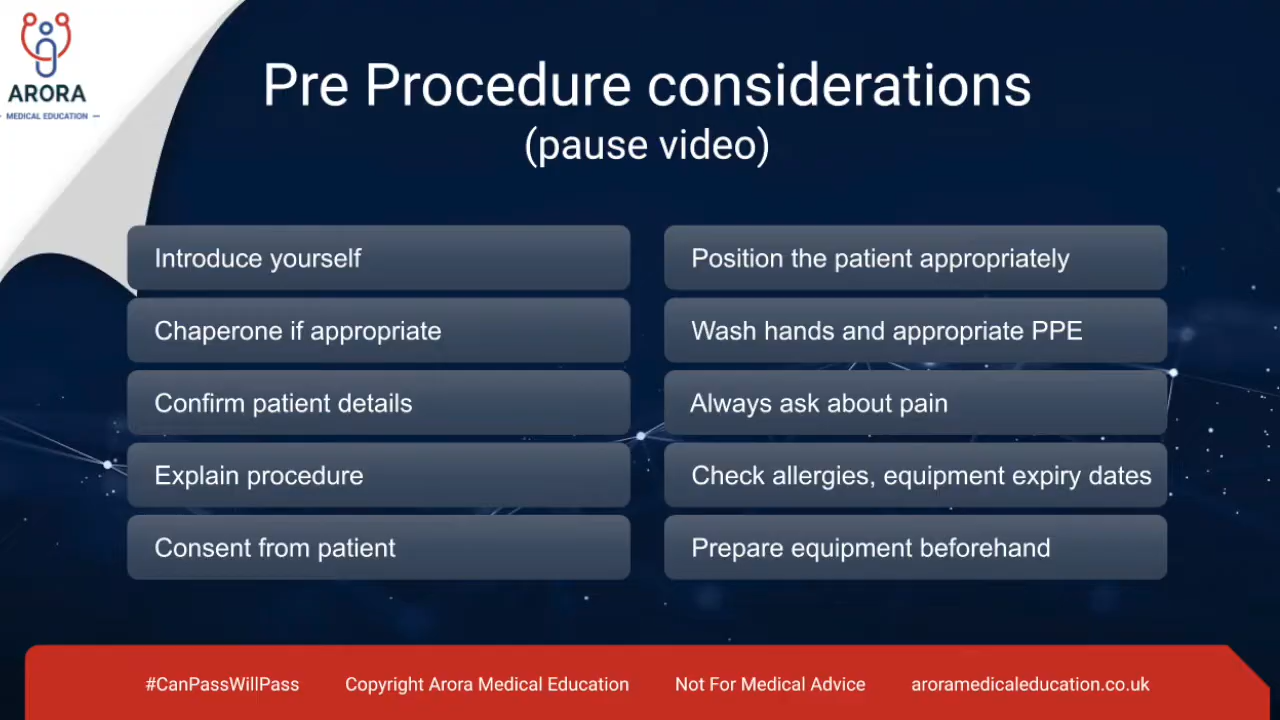 ARORA
MEDICAL EDUCATION
Pre Procedure considerations
(pause video)
Introduce yourself
Chaperone if appropriate
Confirm patient details
Explain procedure
Consent from patient
Position the patient appropriately
Wash hands and appropriate PPE
Always ask about pain
Check allergies, equipment expiry dates
Prepare equipment beforehand
#CanPassWillPass Copyright Arora Medical Education Not For Medical Advice aroramedicaleducation.co.uk